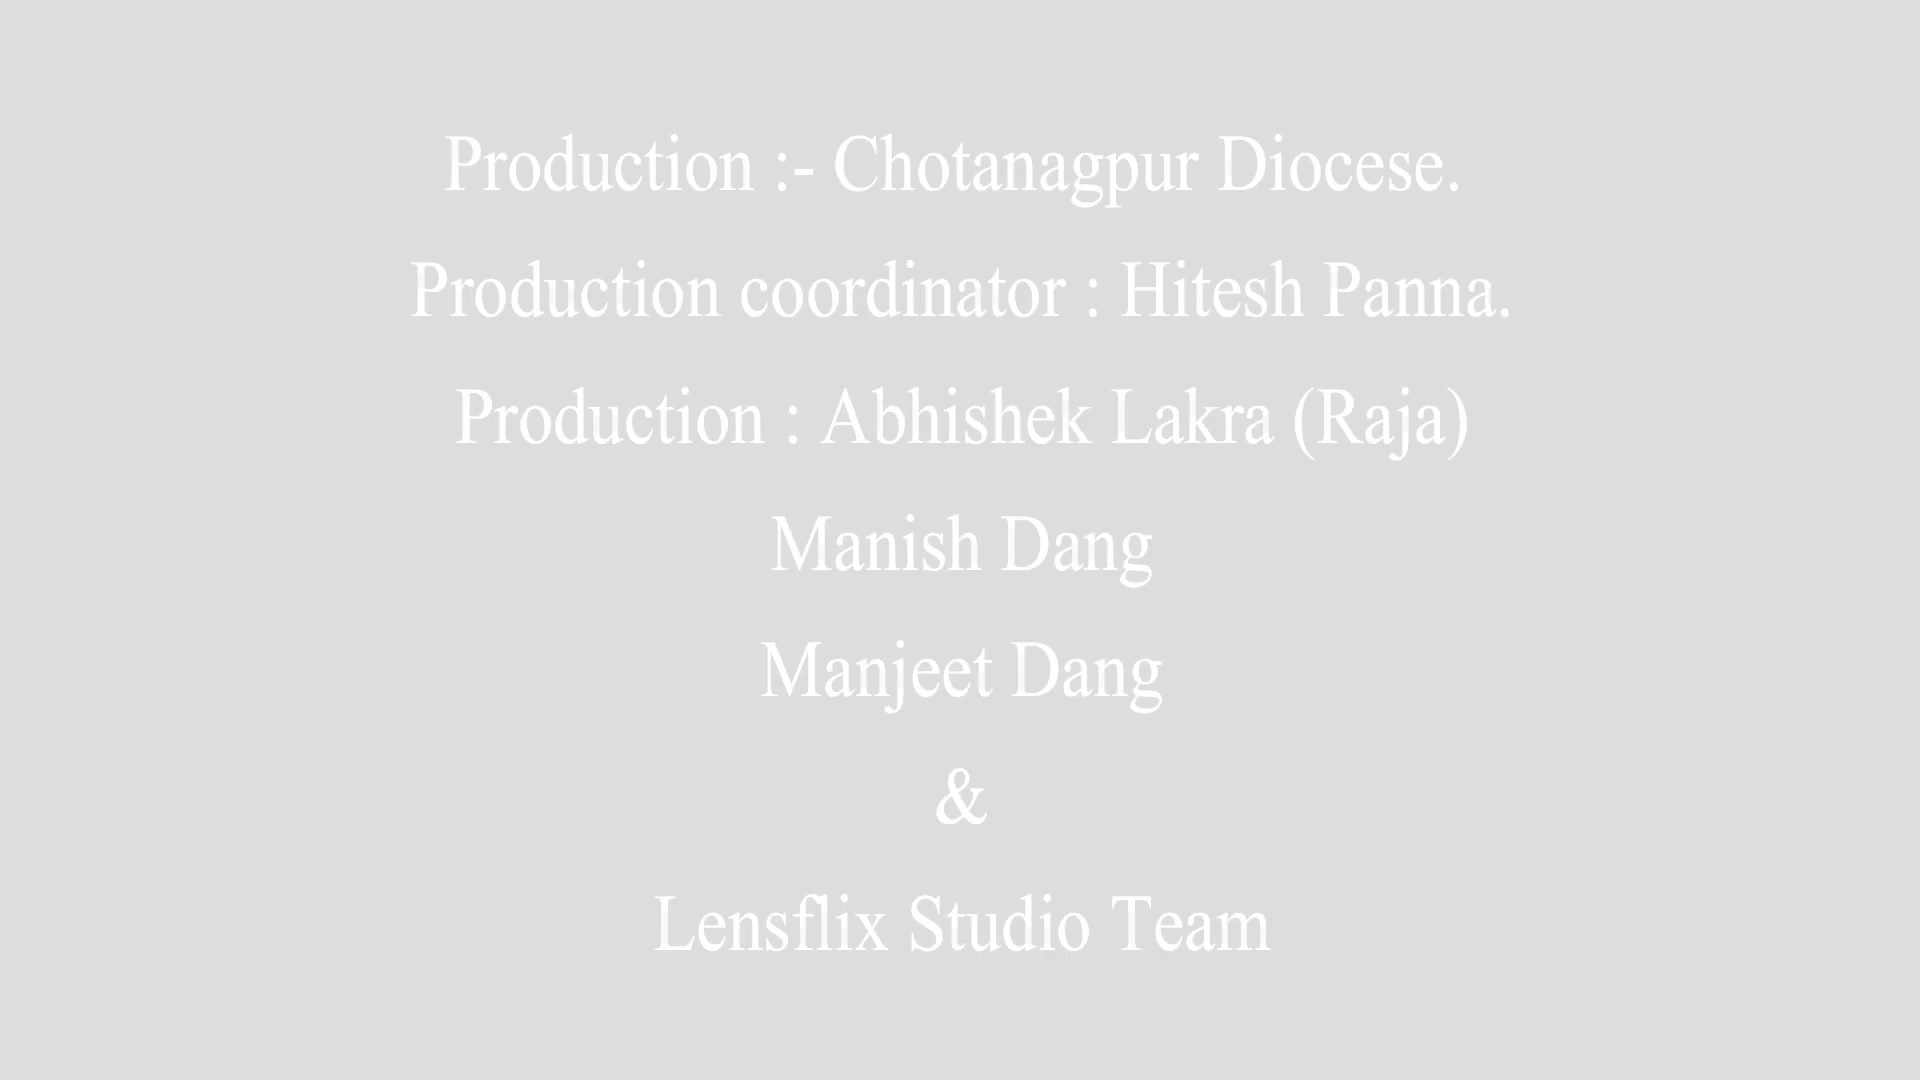 Production :- Chotanagpur Diocese.
Production coordinator : Hitesh Panna.
Production : Abhishek Lakra (Raja)
Manish Dang
Manjeet Dang
&
Lensflix Studio Team